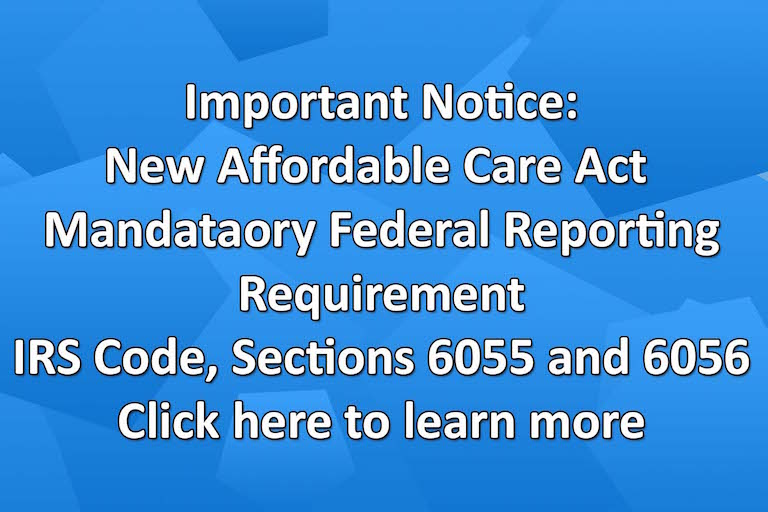 Important Notice:
New Affordable Care Act
Mandataory Federal Reporting
Requirement
IRS Code, Sections 6055 and 6056
Click here to learn more